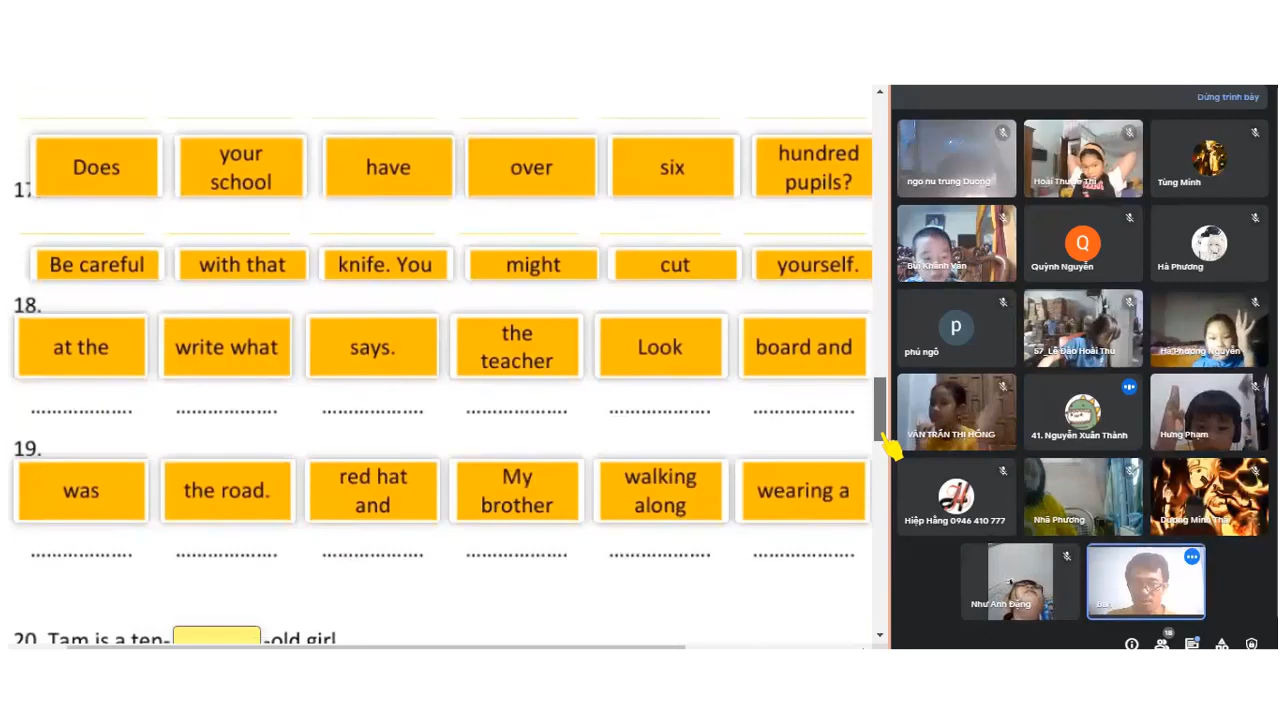 Dừng trình bày
Does your school have over six hundred pupils?
17
Be careful with that knife. You might cut yourself.
18.
at the write what says. the teacher Look board and
.................. .................. .................. .................. .................. ..................
19.
was the road. red hat and My brother walking along wearing a
.................. .................. .................. .................. .................. ..................
20. Tam is a ten- -old girl
ngo nu trung Duong
Tùng Minh
Bùi Khánh Vân
Q
Quỳnh Nguyễn
Hà Phương
p
phú ngô
57_Lê Đào Hoài Thu
Hà Phương Nguyễn
VÂN TRẦN THỊ HỒNG
41. Nguyễn Xuân Thành
Hưng Phạm
Hiệp Hằng 0946 410 777
Nhã Phương
Dương Minh Thái
Như Anh Đặng
18